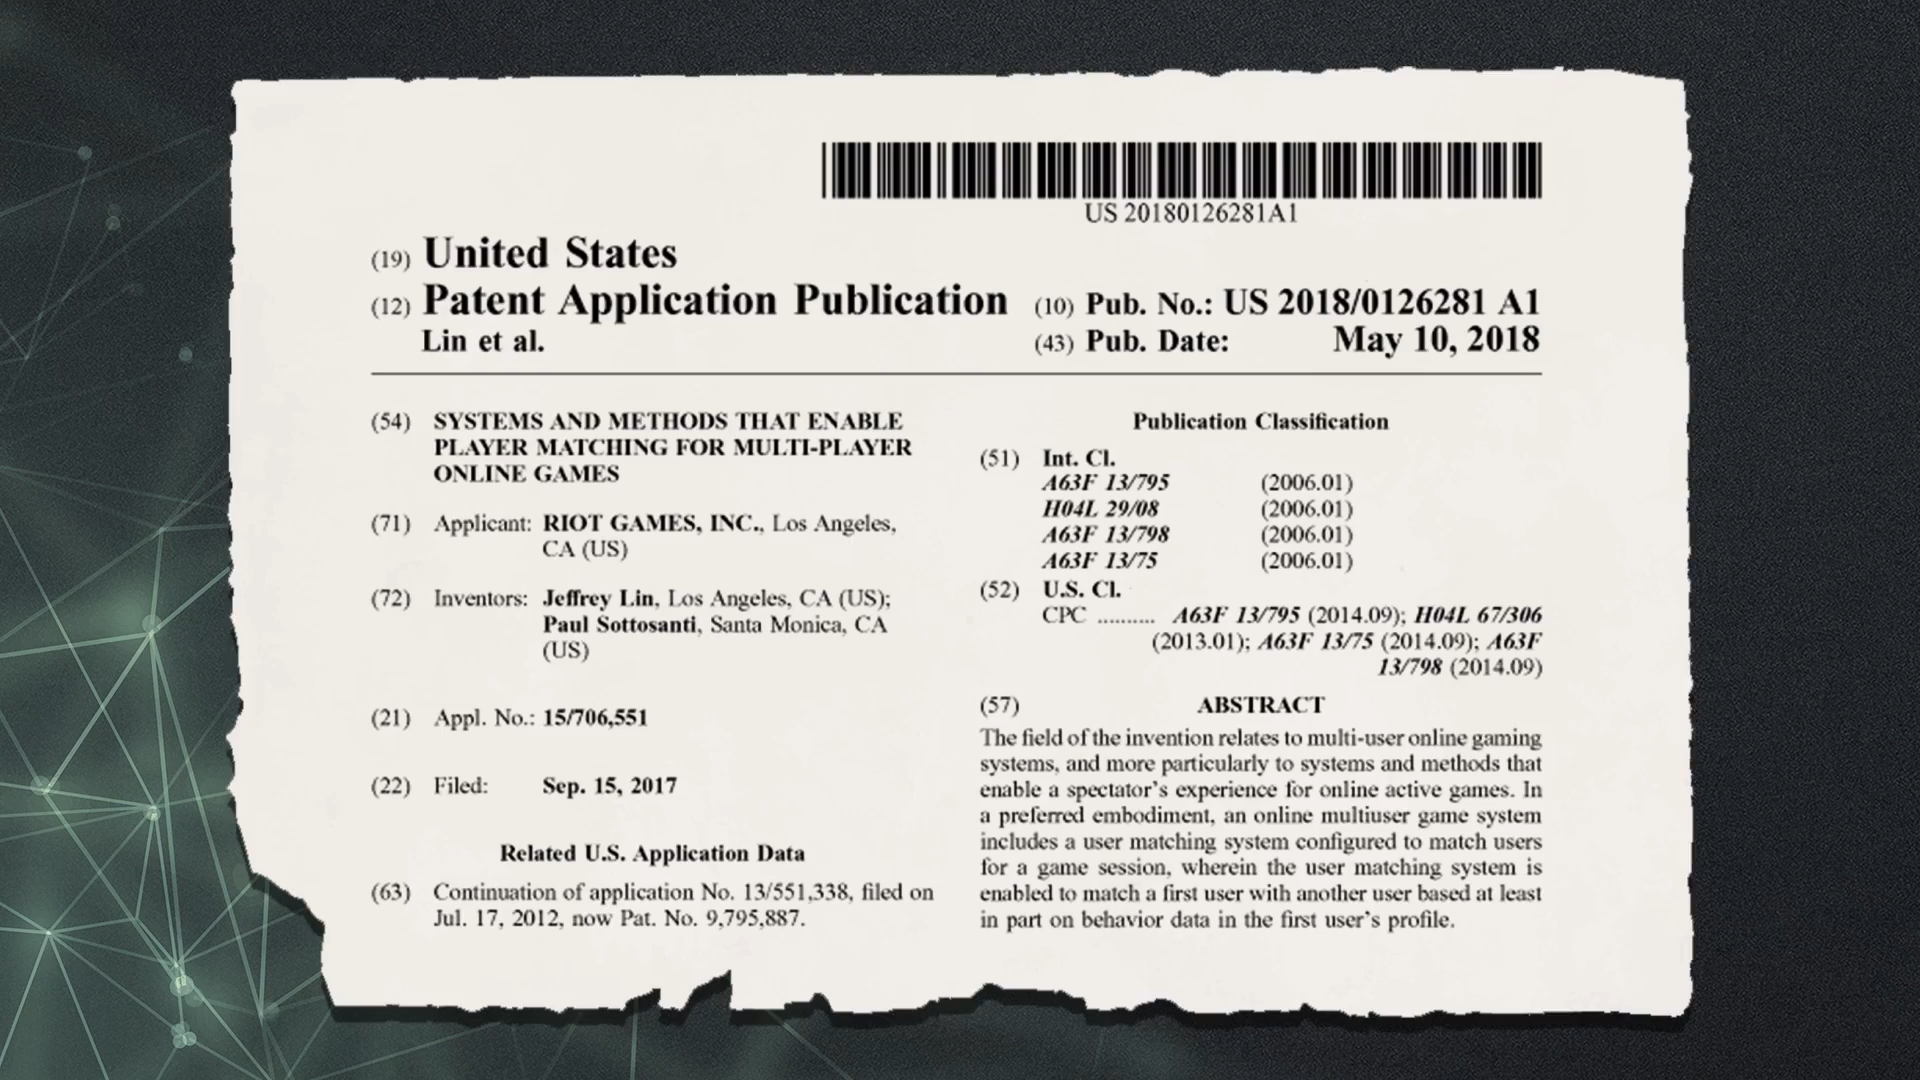 US 20180126281A1
(19) United States
(12) Patent Application Publication
Lin et al.
(10) Pub. No.: US 2018/0126281 A1
(43) Pub. Date: May 10, 2018
(54) SYSTEMS AND METHODS THAT ENABLE
PLAYER MATCHING FOR MULTI-PLAYER
ONLINE GAMES
(71) Applicant: RIOT GAMES, INC., Los Angeles,
CA (US)
(72) Inventors: Jeffrey Lin, Los Angeles, CA (US);
Paul Sottosanti, Santa Monica, CA
(US)
(21) Appl. No.: 15/706,551
(22) Filed: Sep. 15, 2017
Related U.S. Application Data
(63) Continuation of application No. 13/551,338, filed on
Jul. 17, 2012, now Pat. No. 9,795,887.
Publication Classification
(51) Int. Cl.
A63F 13/795 (2006.01)
H04L 29/08 (2006.01)
A63F 13/798 (2006.01)
A63F 13/75 (2006.01)
(52) U.S. Cl.
CPC .......... A63F 13/795 (2014.09); H04L 67/306
(2013.01); A63F 13/75 (2014.09); A63F
13/798 (2014.09)
(57) ABSTRACT
The field of the invention relates to multi-user online gaming
systems, and more particularly to systems and methods that
enable a spectator's experience for online active games. In
a preferred embodiment, an online multiuser game system
includes a user matching system configured to match users
for a game session, wherein the user matching system is
enabled to match a first user with another user based at least
in part on behavior data in the first user's profile.